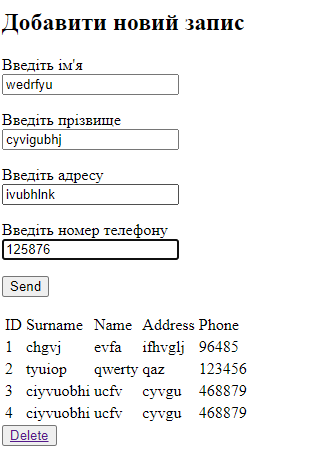 Добавити новий запис
Введіть ім'я
wedrfyu
Введіть прізвище
cyvigubhj
Введіть адресу
ivubhlnk
Введіть номер телефону
125876
Send
ID Surname Name Address Phone
1 chgvj evfa ifhvglj 96485
2 tyuiop qwerty qaz 123456
3 ciyvuobhi ucfv cyvgu 468879
4 ciyvuobhi ucfv cyvgu 468879
Delete